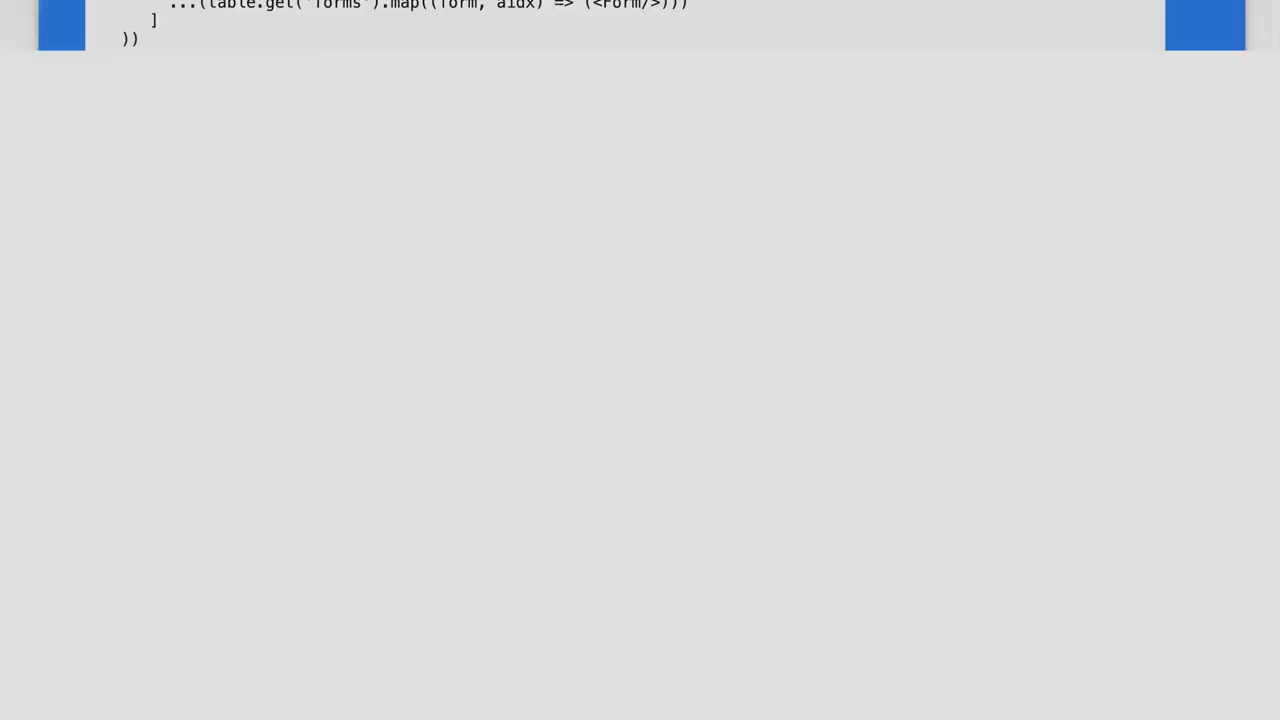 ...(table.get('forms').map((form, aidx) => (<Form/>)))
]
))